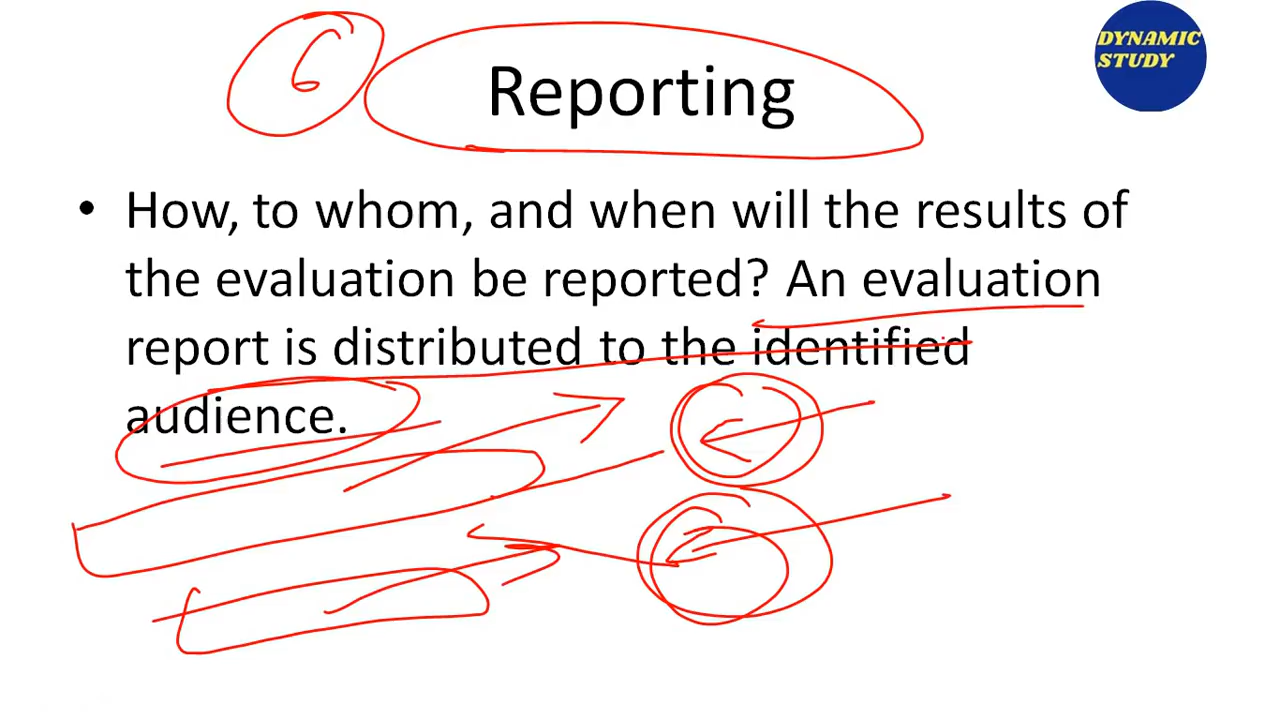 6 Reporting
DYNAMIC
STUDY
• How, to whom, and when will the results of
the evaluation be reported? An evaluation
report is distributed to the identified
audience.